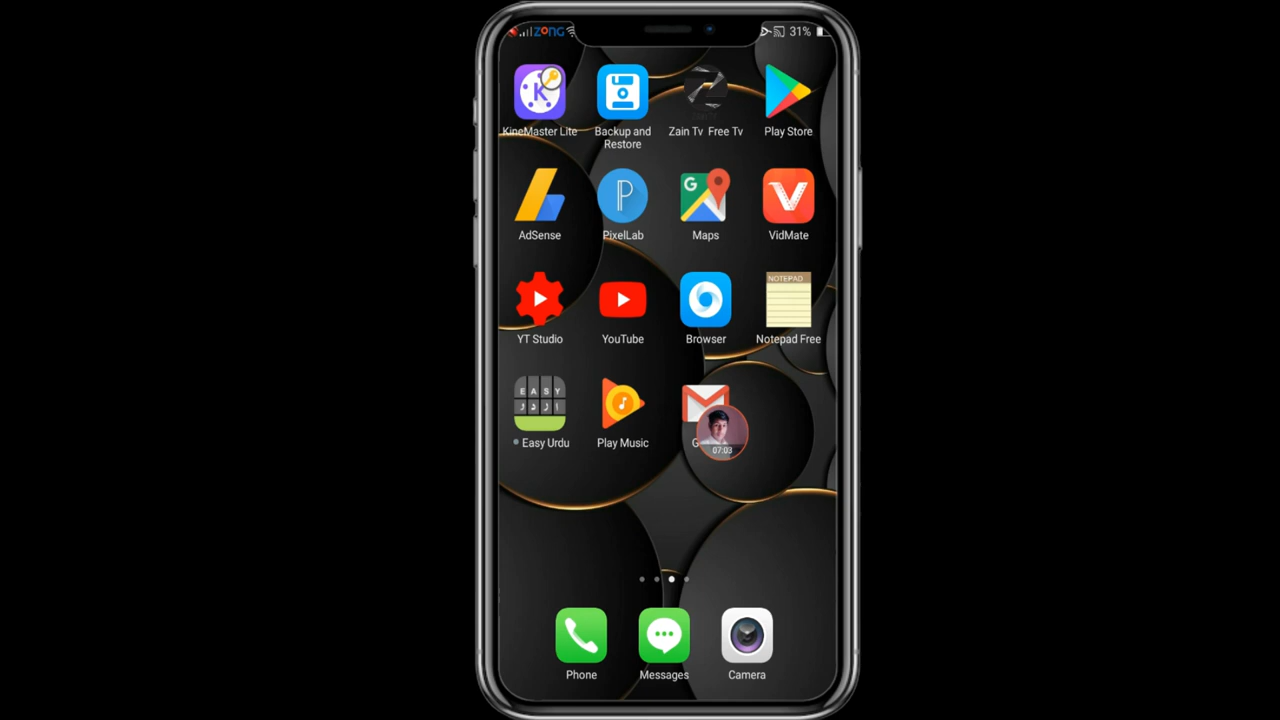 ZONG 31%
KineMaster Lite
Backup and
Restore
Zain Tv Free Tv
Play Store
AdSense
PixelLab
Maps
VidMate
YT Studio
YouTube
Browser
NOTEPAD
Notepad Free
EASY
Easy Urdu
Play Music
07:03
Phone
Messages
Camera